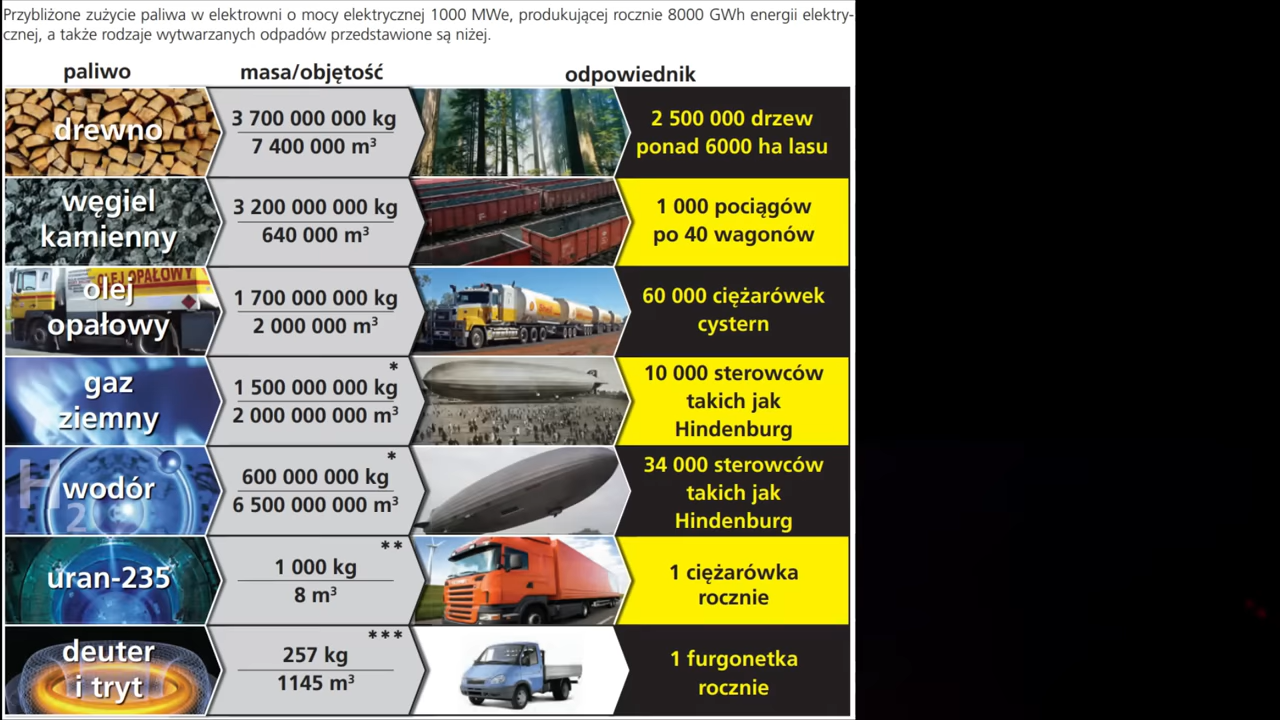 Przybliżone zużycie paliwa w elektrowni o mocy elektrycznej 1000 MWe, produkującej rocznie 8000 GWh energii elektry-
cznej, a także rodzaje wytwarzanych odpadów przedstawione są niżej.
paliwo masa/objętość odpowiednik
drewno
3 700 000 000 kg
7 400 000 m³
2 500 000 drzew
ponad 6000 ha lasu
węgiel
kamienny
3 200 000 000 kg
640 000 m³
1 000 pociągów
po 40 wagonów
OLEJ OPAŁOWY
olej
opałowy
1 700 000 000 kg
2 000 000 m³
60 000 ciężarówek
cystern
gaz
ziemny
*
1 500 000 000 kg
2 000 000 000 m³
10 000 sterowców
takich jak
Hindenburg
H
2
wodór
*
600 000 000 kg
6 500 000 000 m³
34 000 sterowców
takich jak
Hindenburg
uran-235
**
1 000 kg
8 m³
1 ciężarówka
rocznie
deuter
i tryt
***
257 kg
1145 m³
1 furgonetka
rocznie